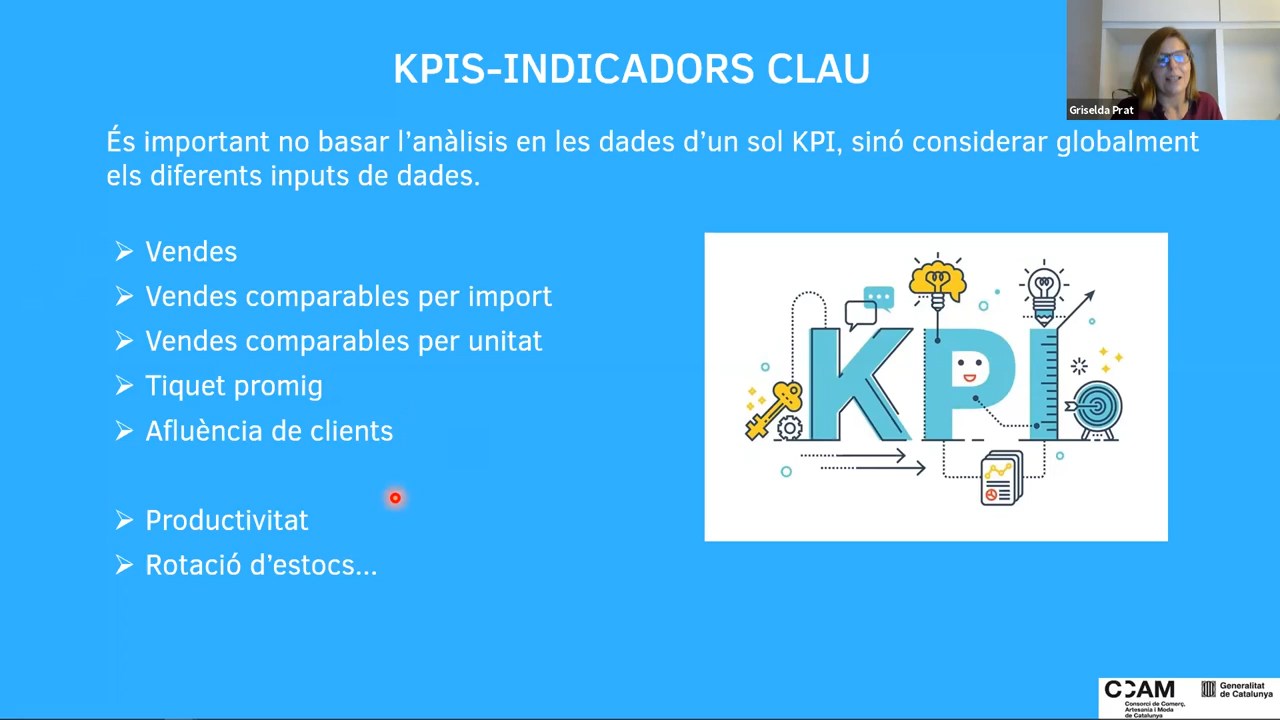 KPIS-INDICADORS CLAU
Griselda Prat
És important no basar l’anàlisis en les dades d’un sol KPI, sinó considerar globalment
els diferents inputs de dades.
Vendes
Vendes comparables per import
Vendes comparables per unitat
Tiquet promig
Afluència de clients
Productivitat
Rotació d’estocs...
KPI
CCAM
Consorci de Comerç,
Artesania i Moda
de Catalunya
Generalitat
de Catalunya